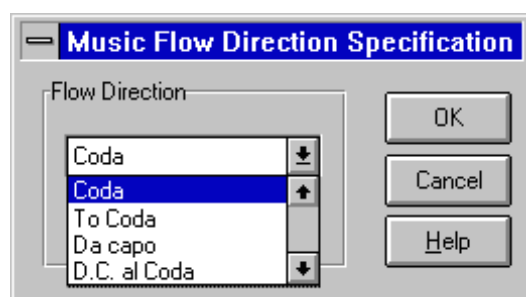 Music Flow Direction Specification
Flow Direction
OK
Coda
Coda
Cancel
To Coda
Da capo
Help
D.C. al Coda